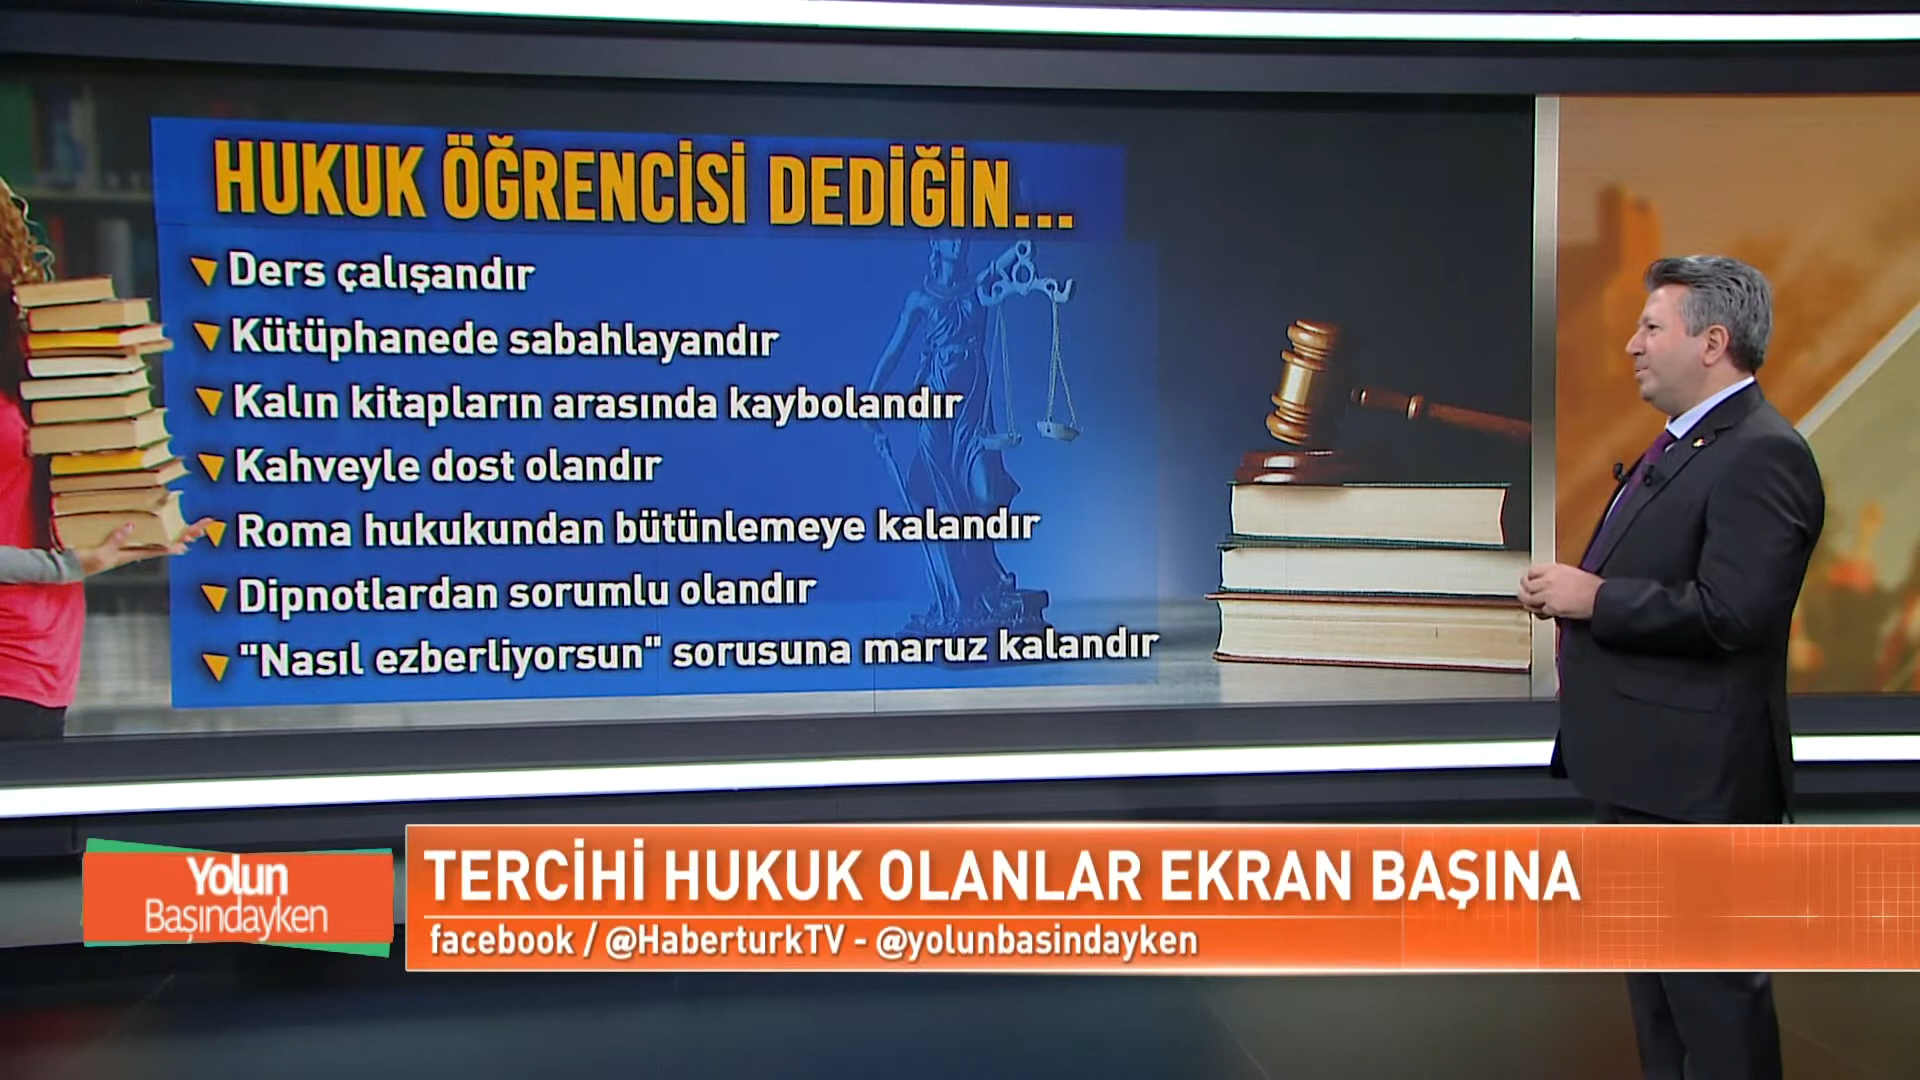 HUKUK ÖĞRENCİSİ DEDİĞİN...
Ders çalışandır
Kütüphanede sabahlayandır
Kalın kitapların arasında kaybolandır
Kahveyle dost olandır
Roma hukukundan bütünlemeye kalandır
Dipnotlardan sorumlu olandır
"Nasıl ezberliyorsun" sorusuna maruz kalandır
Yolun
Başındayken
TERCİHİ HUKUK OLANLAR EKRAN BAŞINA
facebook / @HaberturkTV - @yolunbasindayken